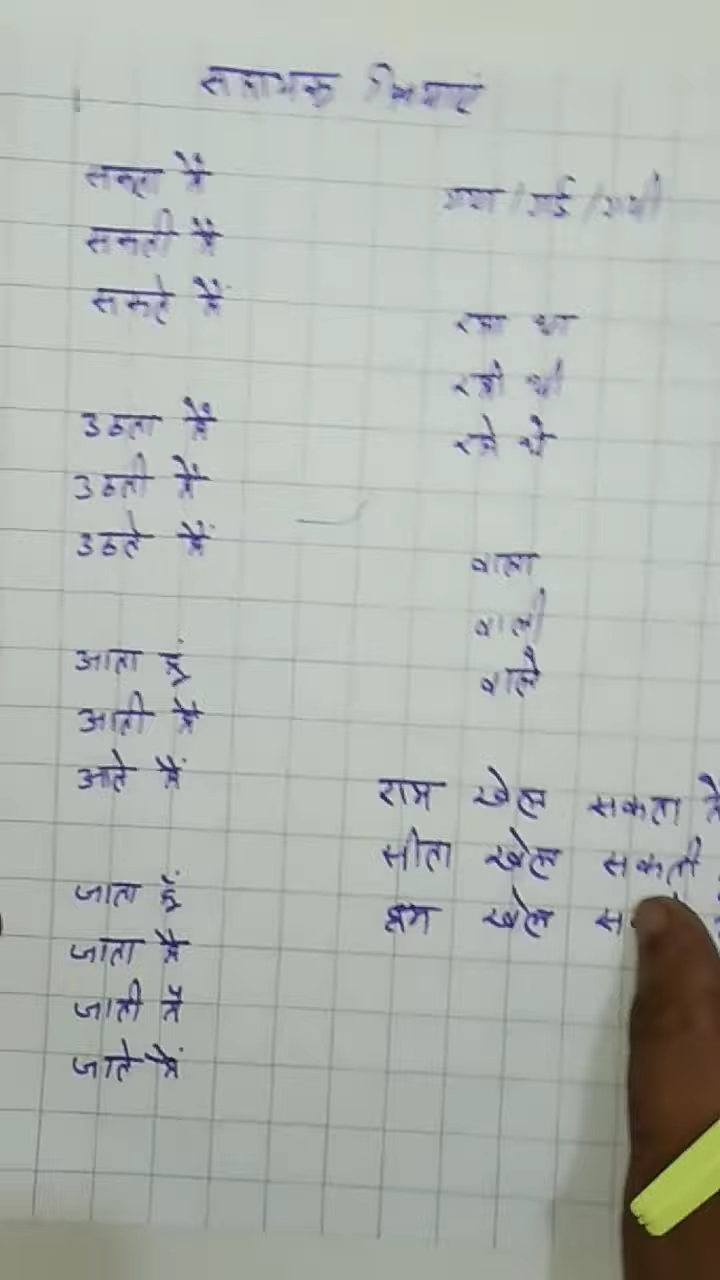 सहायक क्रियाएं
सकता है
सकती है
सकते हैं
उठता है
उठती है
उठते हैं
आता हूं
आती है
आते हैं
जाता हूं
जाता है
जाती है
जाते हैं
गया / गई / गयी
रहा था
रही थी
रहे थे
वाला
वाली
वाले
राम खेल सकता है
सीता खेल सकती
हम खेल